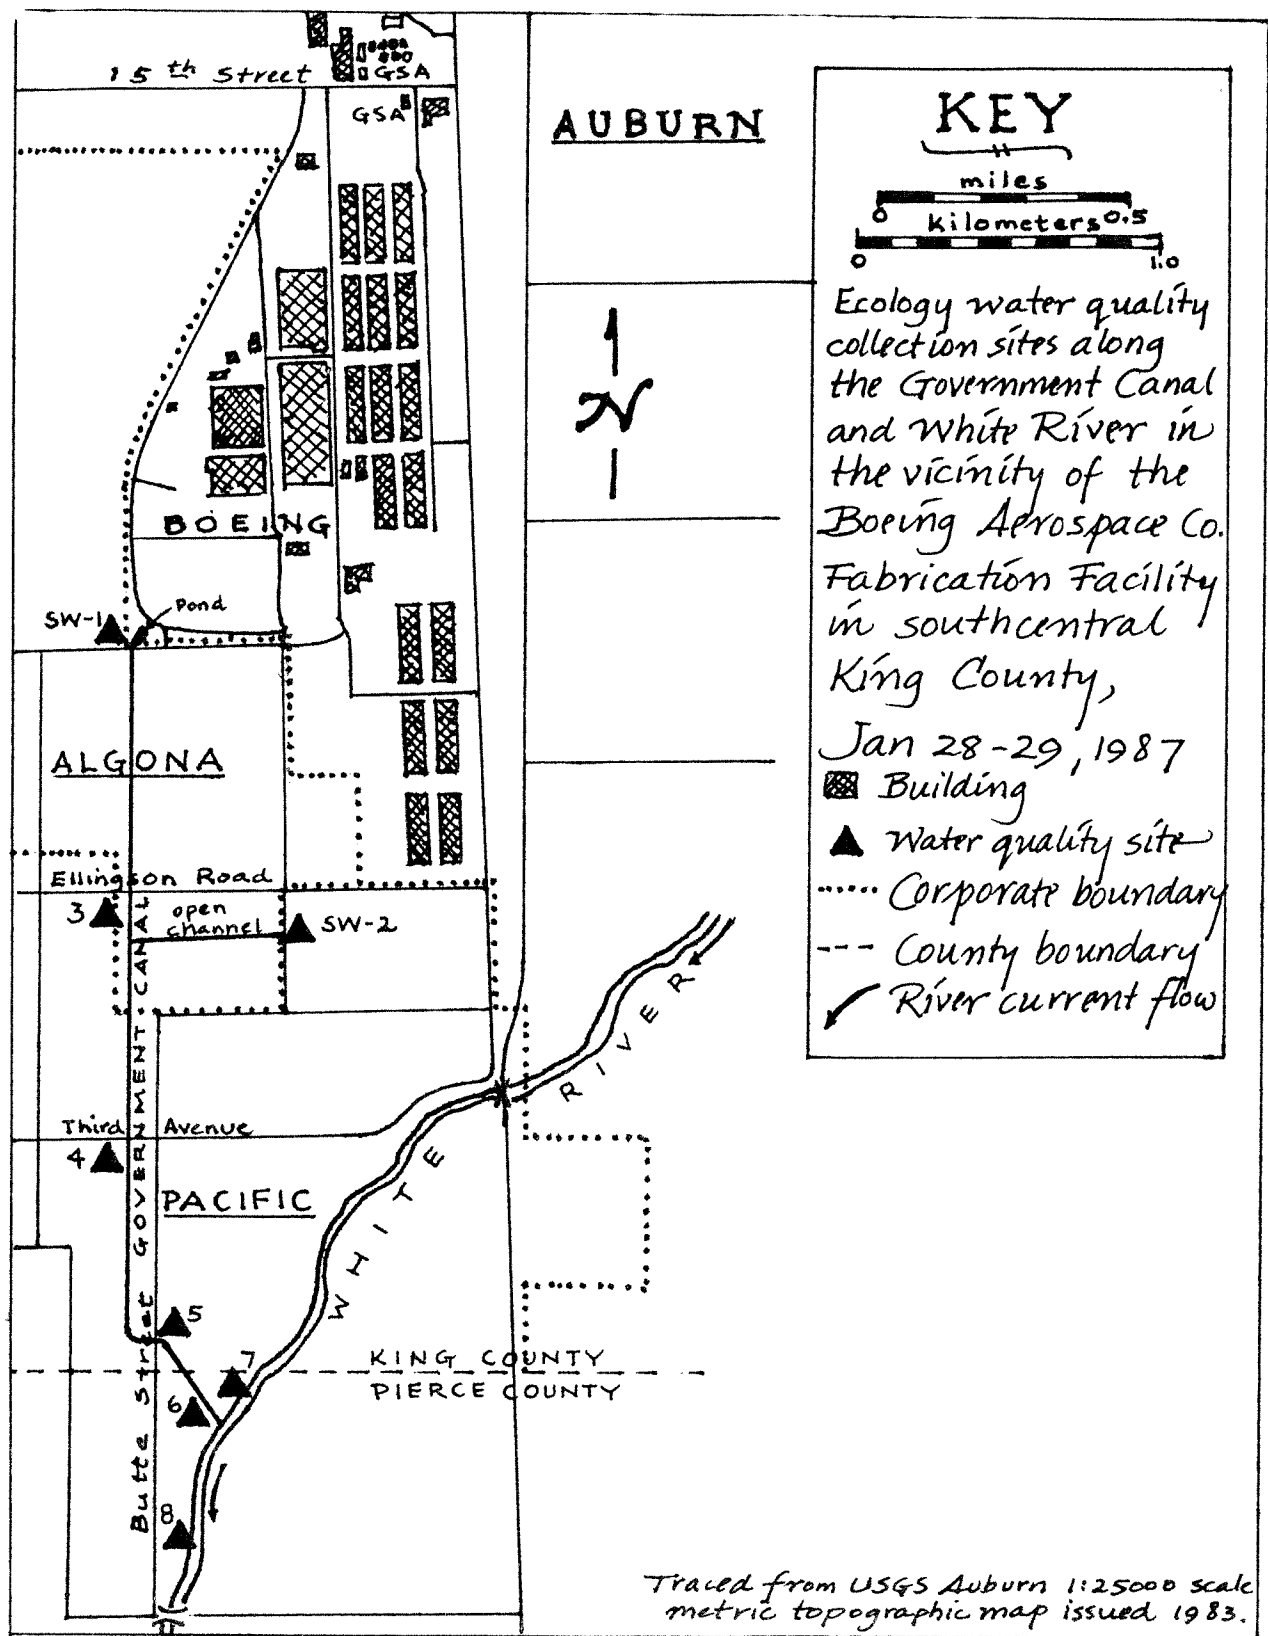 15th Street
GSA
GSA
AUBURN
KEY
miles
0 0.5
kilometers
0 1.0
Ecology water quality
collection sites along
the Government Canal
and White River in
the vicinity of the
Boeing Aerospace Co.
Fabrication Facility
in southcentral
King County,
Jan 28-29, 1987
Building
Water quality site
Corporate boundary
County boundary
River current flow
N
BOEING
SW-1
Pond
ALGONA
Ellingson Road
3
open
channel
SW-2
GOVERNMENT CANAL
WHITE RIVER
Third Avenue
4
PACIFIC
5
Butte Street
7
KING COUNTY
PIERCE COUNTY
6
8
Traced from USGS Auburn 1:25000 scale
metric topographic map issued 1983.